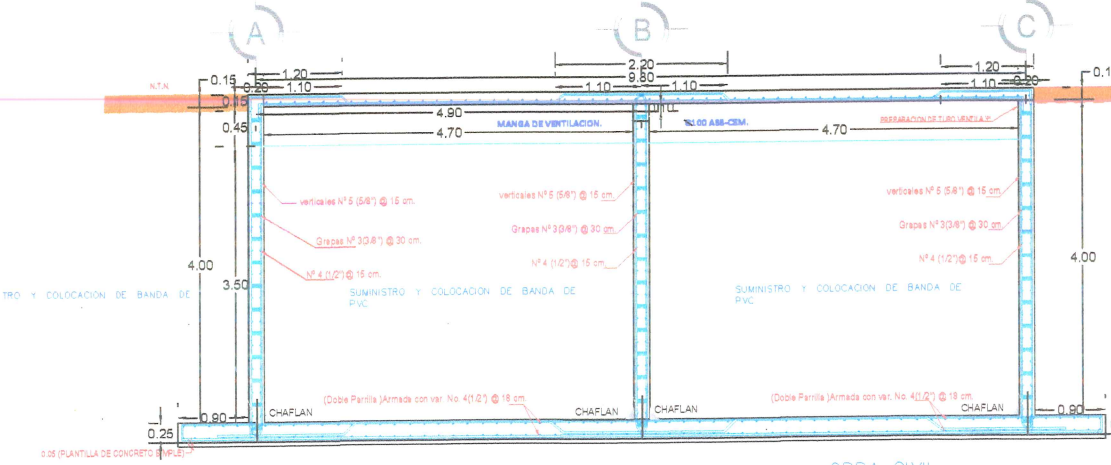 A
B
C
2.20
1.20
9.80
1.20
0.15
0.20
1.10
1.10
1.10
1.10
0.20
0.1
N.T.N.
0.15
4.90
0.45
4.70
MANGA DE VENTILACION.
4.70
PREPARACION DE TUBO VENTILA
verticales Nº 5 (5/8") @ 15 cm.
verticales Nº 5 (5/8") @ 15 cm.
verticales Nº 5 (5/8") @ 15 cm.
Grapas Nº 3(3/8") @ 30 cm.
Grapas Nº 3(3/8") @ 30 cm.
Grapas Nº 3(3/8") @ 30 cm.
4.00
Nº 4 (1/2") @ 15 cm.
Nº 4 (1/2") @ 15 cm.
Nº 4 (1/2") @ 15 cm.
4.00
3.50
TRO Y COLOCACION DE BANDA DE
SUMINISTRO Y COLOCACION DE BANDA DE
PVC
SUMINISTRO Y COLOCACION DE BANDA DE
PVC
(Doble Parrilla )Armada con var. No. 4(1/2") @ 18 cm.
(Doble Parrilla )Armada con var. No. 4(1/2") @ 18 cm.
0.90
CHAFLAN
CHAFLAN
CHAFLAN
CHAFLAN
0.90
0.25
0.05 (PLANTILLA DE CONCRETO SIMPLE)